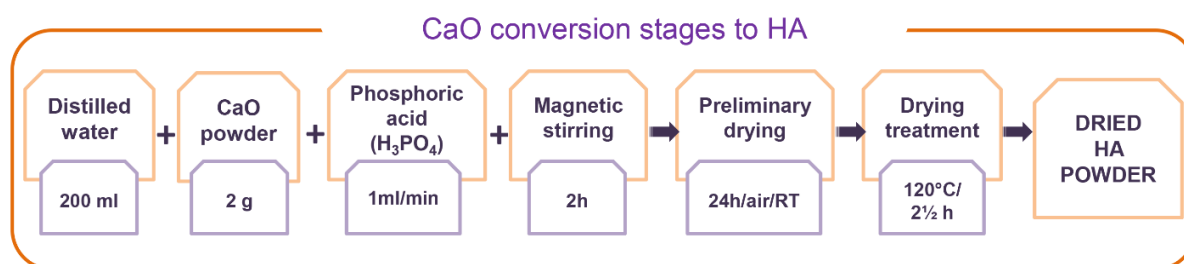 CaO conversion stages to HA
Distilled
water
200 ml
+
CaO
powder
2 g
+
Phosphoric
acid
(H₃PO₄)
1ml/min
+
Magnetic
stirring
2h
Preliminary
drying
24h/air/RT
Drying
treatment
120°C/
2½ h
DRIED
HA
POWDER